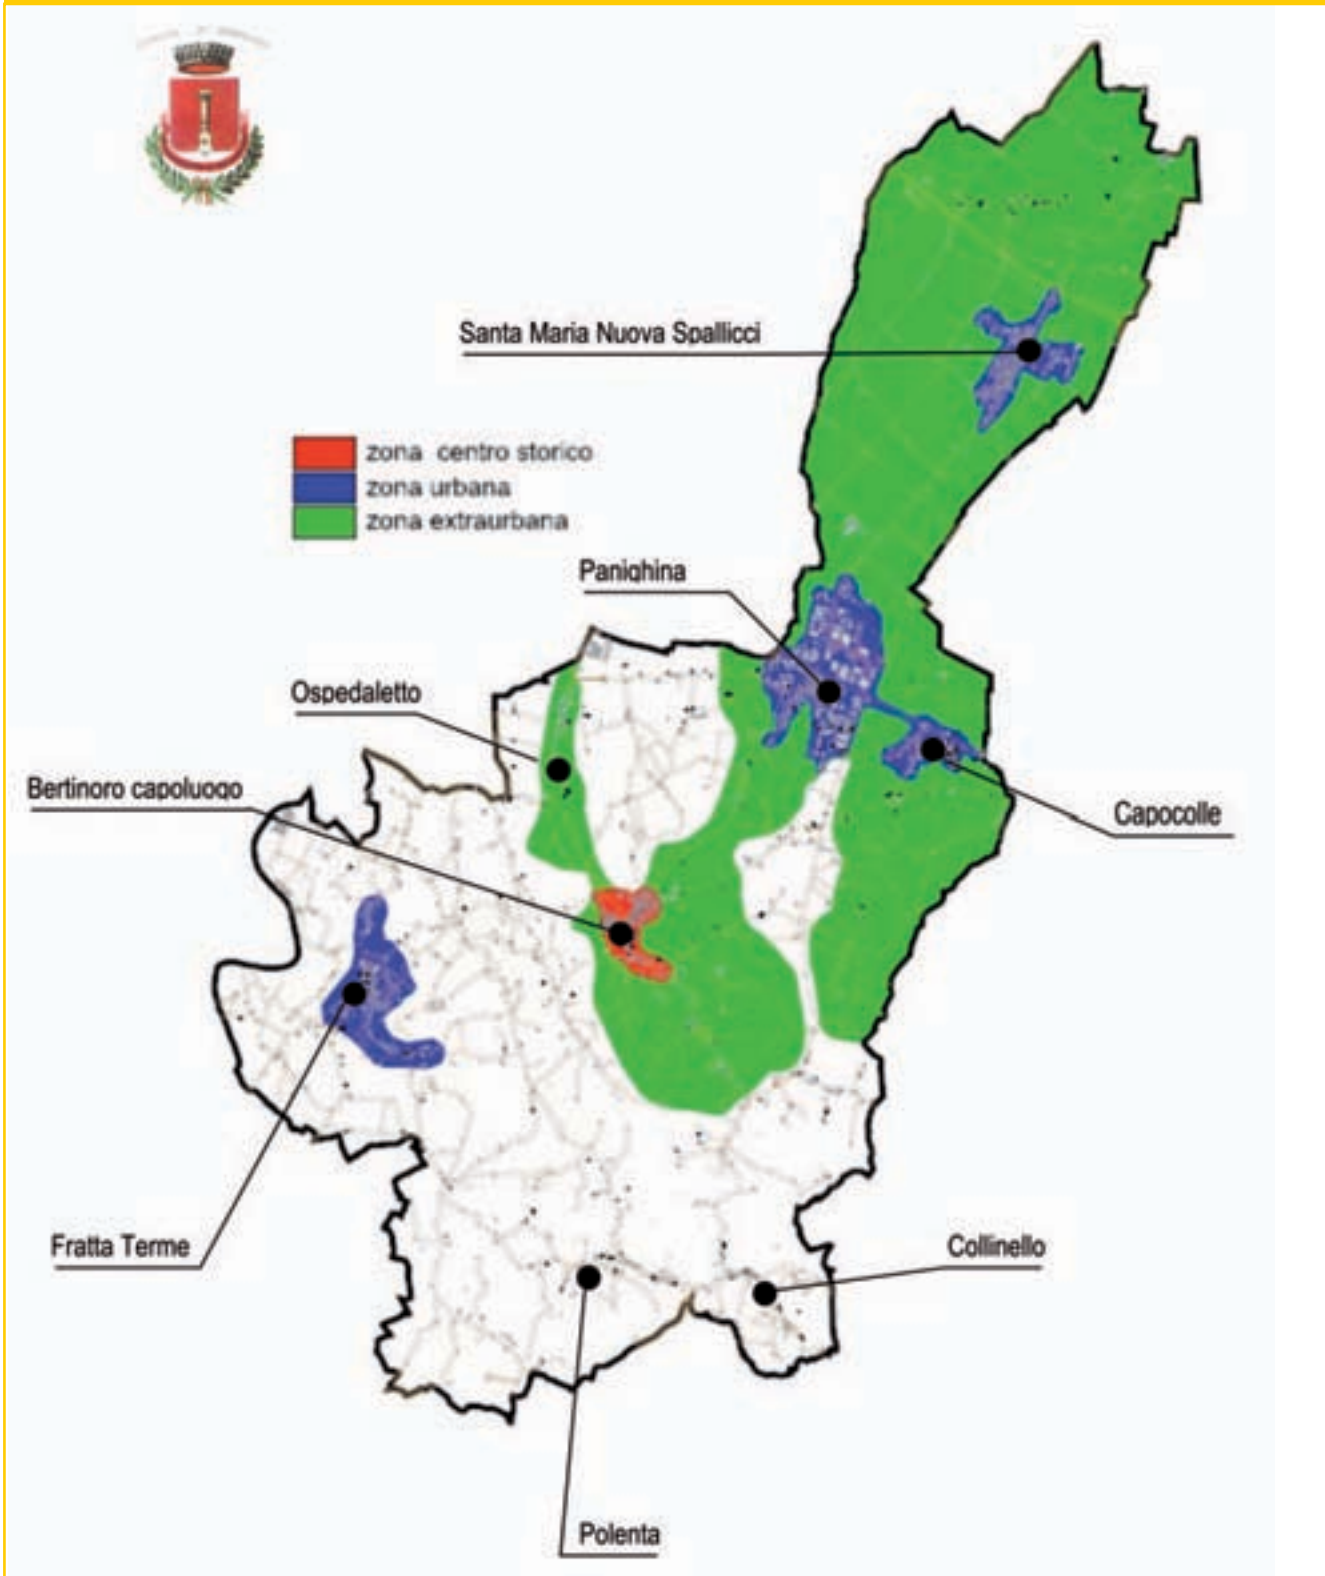 Santa Maria Nuova Spallicci
zona centro storico
zona urbana
zona extraurbana
Panighina
Ospedaletto
Bertinoro capoluogo
Capocolle
Fratta Terme
Collinello
Polenta